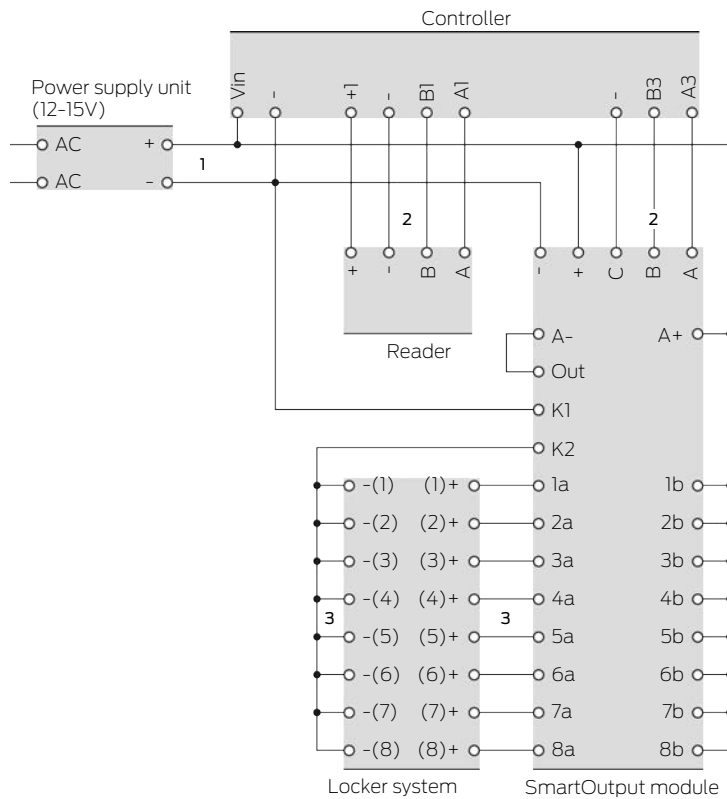 Controller
Vin - +1 - B1 A1 - B3 A3
Power supply unit
(12-15V)
AC +
AC -
1
2
2
+ - B A
- + C B A
Reader
A- A+
Out
K1
K2
-(1) (1)+ 1a 1b
-(2) (2)+ 2a 2b
-(3) (3)+ 3a 3b
-(4) (4)+ 4a 4b
3
3
-(5) (5)+ 5a 5b
-(6) (6)+ 6a 6b
-(7) (7)+ 7a 7b
-(8) (8)+ 8a 8b
Locker system
SmartOutput module